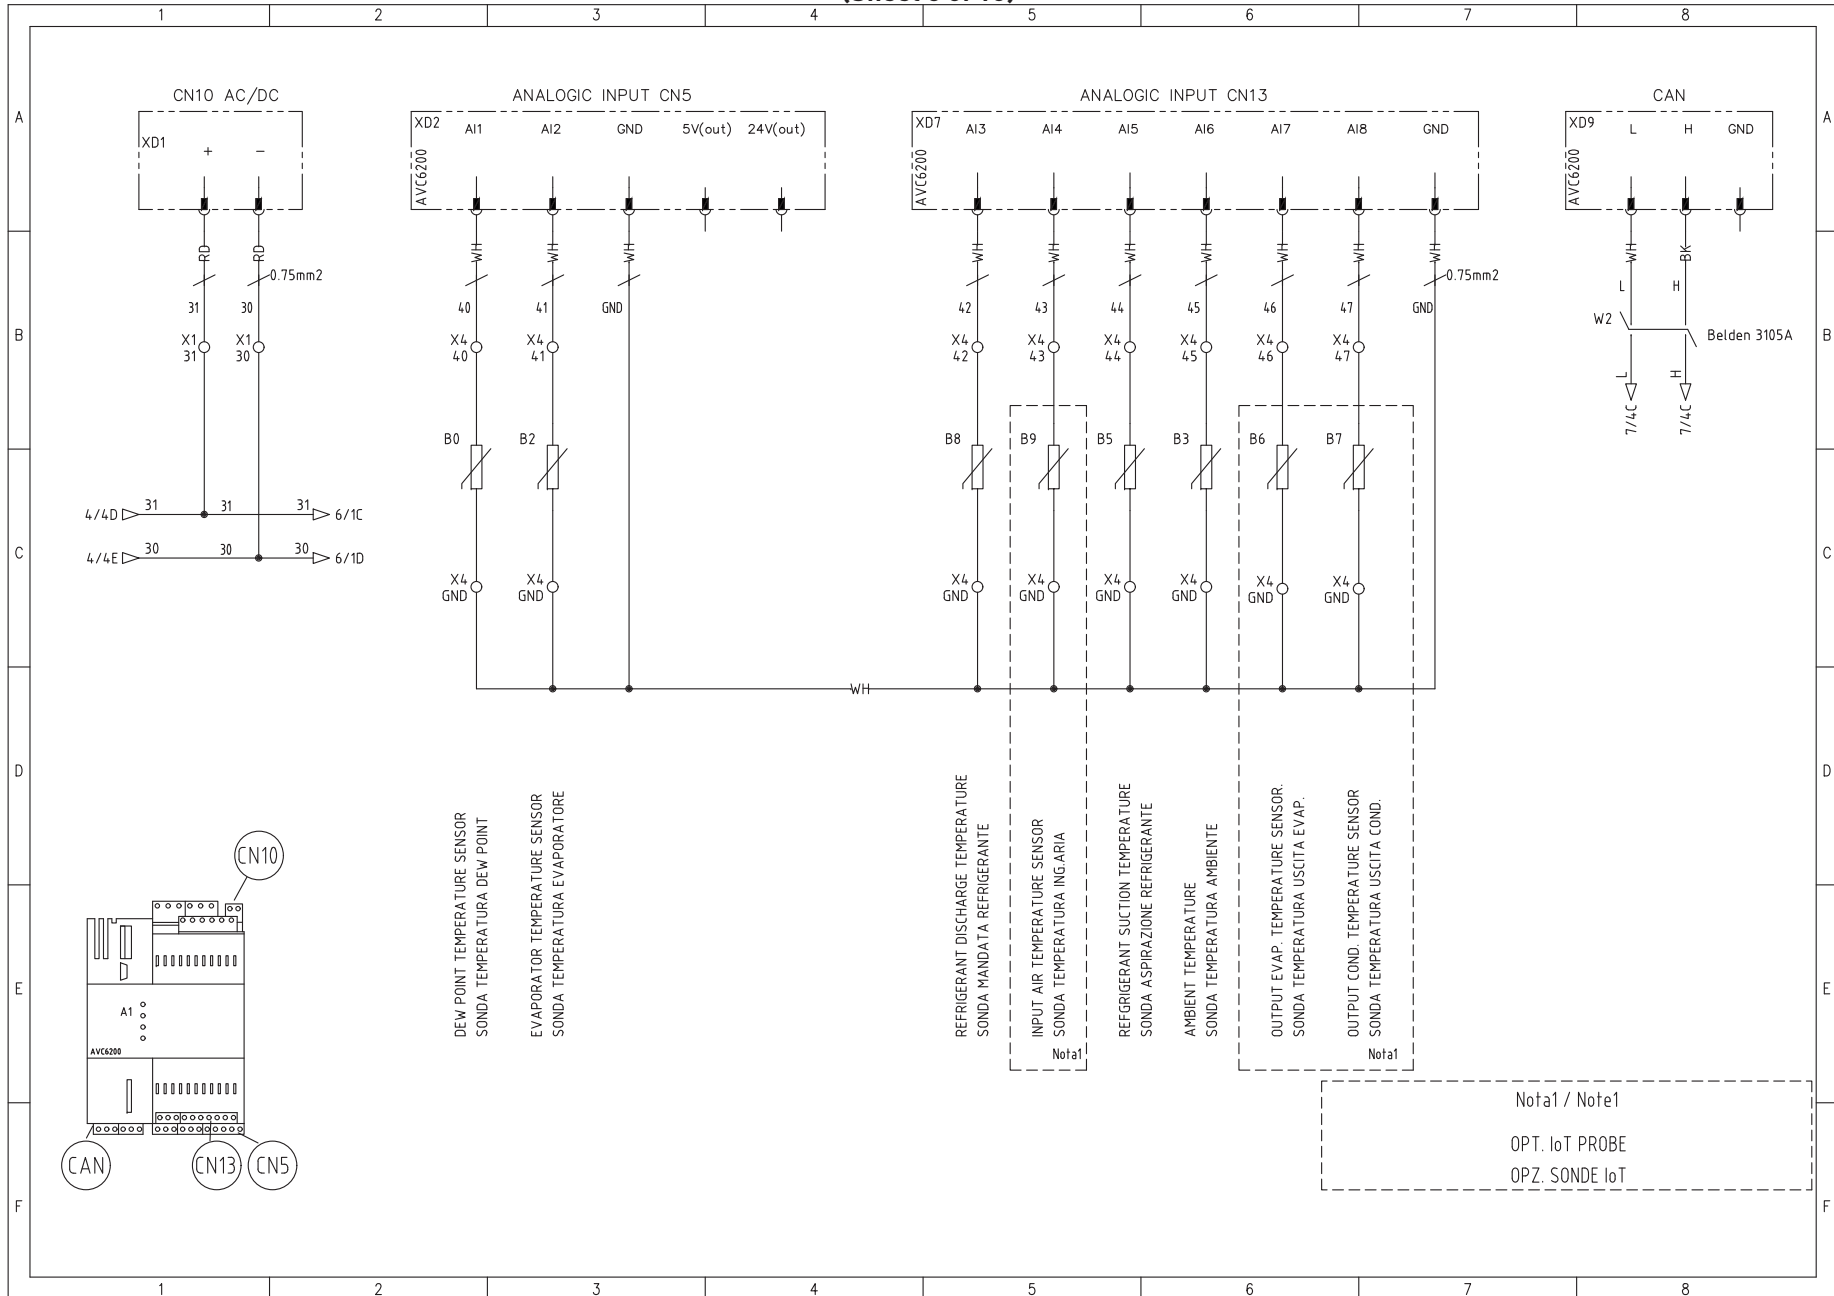 1 2 3 4 5 6 7 8
A A
B B
C C
D D
E E
F F
CN10 AC/DC
XD1
+ -
RD RD
0.75mm2
31 30
X1 X1
31 30
4/4D 31 31 31 6/1C
4/4E 30 30 30 6/1D
ANALOGIC INPUT CN5
XD2 AI1 AI2 GND 5V(out) 24V(out)
AVC6200
WH WH WH
40 41 GND
X4 X4
40 41
B0 B2
X4 X4
GND GND
WH
DEW POINT TEMPERATURE SENSOR
SONDA TEMPERATURA DEW POINT
EVAPORATOR TEMPERATURE SENSOR
SONDA TEMPERATURA EVAPORATORE
ANALOGIC INPUT CN13
XD7 AI3 AI4 AI5 AI6 AI7 AI8 GND
AVC6200
WH WH WH WH WH WH WH
0.75mm2
42 43 44 45 46 47 GND
X4 X4 X4 X4 X4 X4
42 43 44 45 46 47
B8 B9 B5 B3 B6 B7
X4 X4 X4 X4 X4 X4
GND GND GND GND GND GND
REFRIGERANT DISCHARGE TEMPERATURE
SONDA MANDATA REFRIGERANTE
INPUT AIR TEMPERATURE SENSOR
SONDA TEMPERATURA ING.ARIA
Nota1
REFGRIGERANT SUCTION TEMPERATURE
SONDA ASPIRAZIONE REFRIGERANTE
AMBIENT TEMPERATURE
SONDA TEMPERATURA AMBIENTE
OUTPUT EVAP. TEMPERATURE SENSOR.
SONDA TEMPERATURA USCITA EVAP.
OUTPUT COND. TEMPERATURE SENSOR
SONDA TEMPERATURA USCITA COND.
Nota1
CAN
XD9 L H GND
AVC6200
WH BK
L H
W2
Belden 3105A
L H
7/4C 7/4C
CN10
A1
AVC6200
CAN CN13 CN5
Nota1 / Note1
OPT. IoT PROBE
OPZ. SONDE IoT
1 2 3 4 5 6 7 8